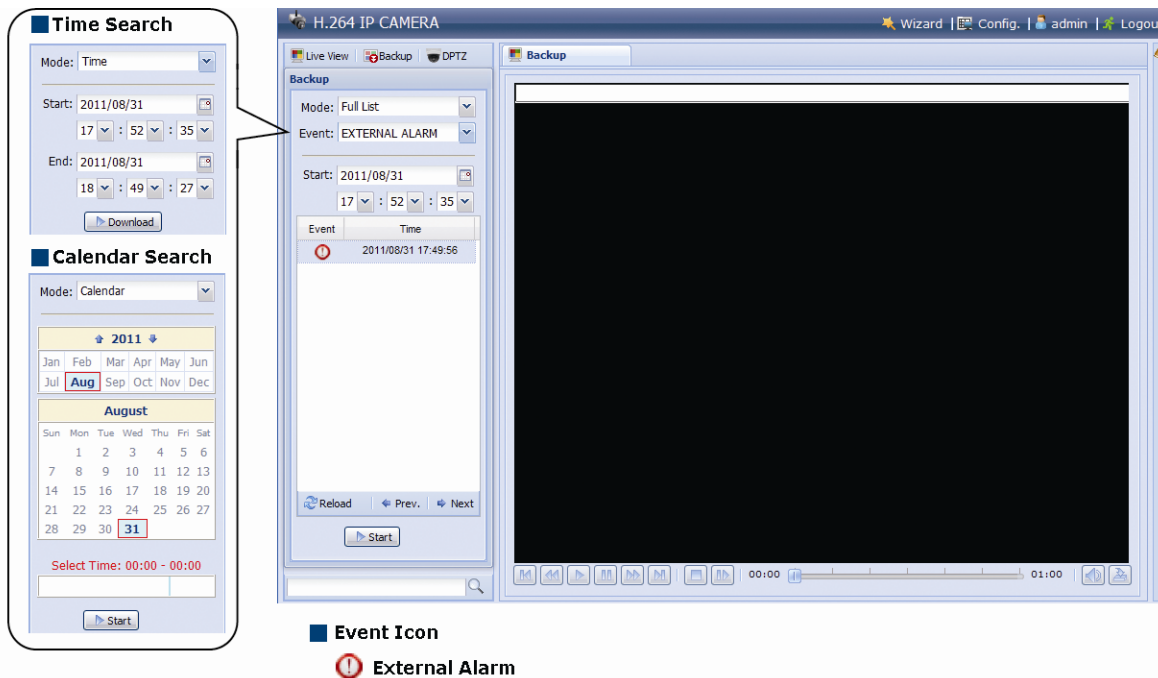 Time Search
Mode: Time
Start: 2011/08/31
17 : 52 : 35
End: 2011/08/31
18 : 49 : 27
Download
Calendar Search
Mode: Calendar
2011
Jan Feb Mar Apr May Jun
Jul Aug Sep Oct Nov Dec
August
Sun Mon Tue Wed Thu Fri Sat
1 2 3 4 5 6
7 8 9 10 11 12 13
14 15 16 17 18 19 20
21 22 23 24 25 26 27
28 29 30 31
Select Time: 00:00 - 00:00
Start
H.264 IP CAMERA
Wizard | Config. | admin | Logou
Live View Backup DPTZ
Backup
Mode: Full List
Event: EXTERNAL ALARM
Start: 2011/08/31
17 : 52 : 35
Event Time
2011/08/31 17:49:56
Reload Prev. Next
Start
Backup
00:00 01:00
Event Icon
External Alarm